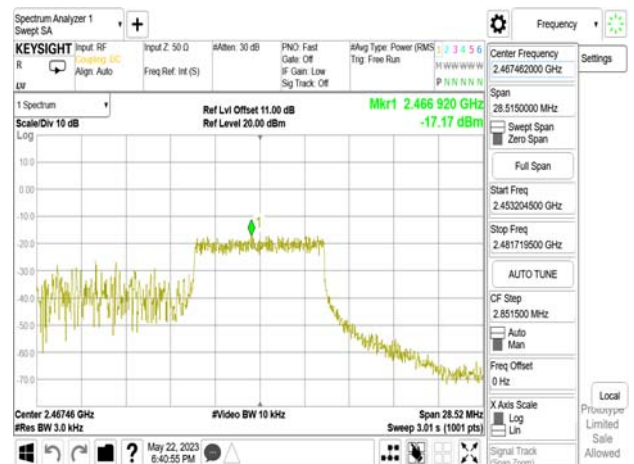 Spectrum Analyzer 1
Swept SA
Frequency
KEYSIGHT
Input: RF
Coupling: DC
Align: Auto
Input Z: 50 Ω
Freq Ref: Int (S)
#Atten: 30 dB
PNO: Fast
Gate: Off
IF Gain: Low
Sig Track: Off
#Avg Type: Power (RMS
Trig: Free Run
1 2 3 4 5 6
M W W W W W
P N N N N N
R
LM
Center Frequency
2.467462000 GHz
Settings
Span
28.5150000 MHz
Swept Span
Zero Span
Full Span
Start Freq
2.453204500 GHz
Stop Freq
2.481719500 GHz
AUTO TUNE
CF Step
2.851500 MHz
Auto
Man
Freq Offset
0 Hz
X Axis Scale
Log
Lin
Signal Track
(Span Zoom)
Local
Prototype
Limited
Sale
Allowed
1 Spectrum
Scale/Div 10 dB
Log
Ref Lvl Offset 11.00 dB
Ref Level 20.00 dBm
Mkr1 2.466 920 GHz
-17.17 dBm
10.0
0.00
-10.0
-20.0
-30.0
-40.0
-50.0
-60.0
-70.0
1
Center 2.46746 GHz
#Res BW 3.0 kHz
#Video BW 10 kHz
Span 28.52 MHz
Sweep 3.01 s (1001 pts)
May 22, 2023
6:40:55 PM